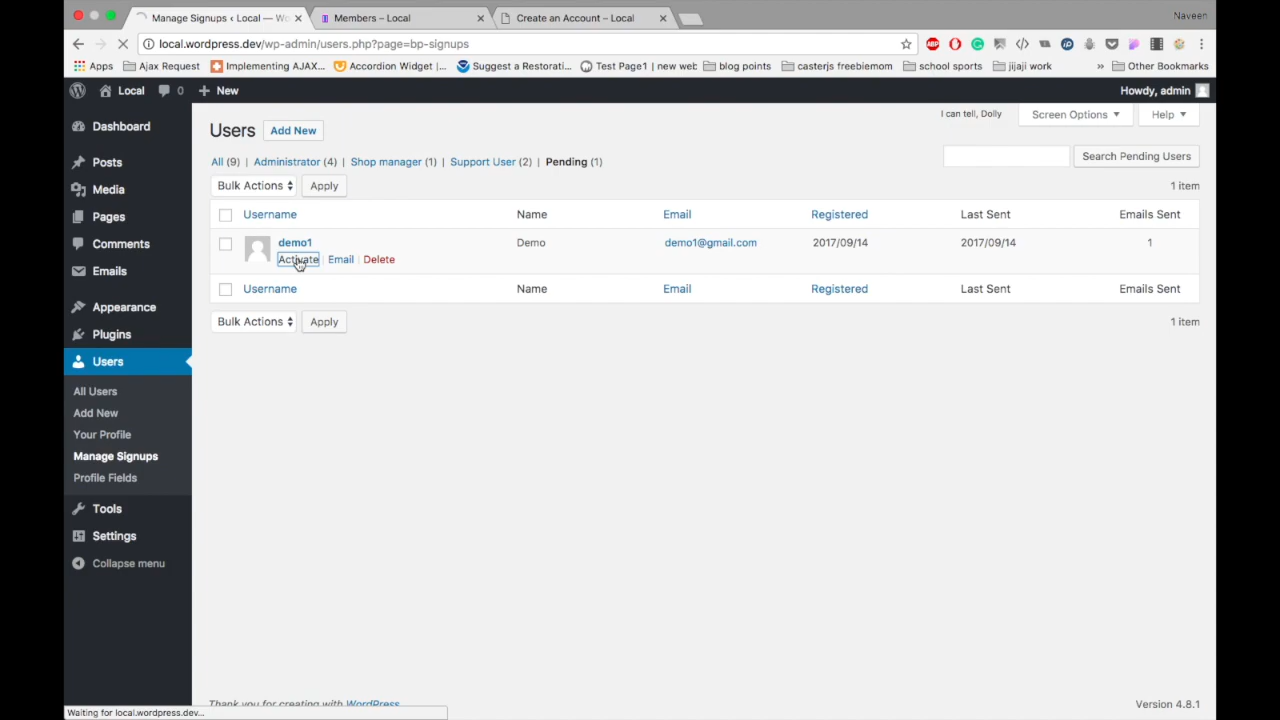 Manage Signups ‹ Local — Wo
Members – Local
Create an Account – Local
Naveen
local.wordpress.dev/wp-admin/users.php?page=bp-signups
Apps
Ajax Request
Implementing AJAX...
Accordion Widget |...
Suggest a Restorati...
Test Page1 | new web
blog points
casterjs freebiemom
school sports
jijaji work
»
Other Bookmarks
Local
0
New
Howdy, admin
Dashboard
Posts
Media
Pages
Comments
Emails
Appearance
Plugins
Users
All Users
Add New
Your Profile
Manage Signups
Profile Fields
Tools
Settings
Collapse menu
I can tell, Dolly
Screen Options
Help
Users
Add New
All (9) | Administrator (4) | Shop manager (1) | Support User (2) | Pending (1)
Search Pending Users
Bulk Actions
Apply
1 item
Username Name Email Registered Last Sent Emails Sent
demo1 Demo demo1@gmail.com 2017/09/14 2017/09/14 1
Activate | Email | Delete
Username Name Email Registered Last Sent Emails Sent
Bulk Actions
Apply
1 item
Thank you for creating with WordPress
Version 4.8.1
Waiting for local.wordpress.dev...